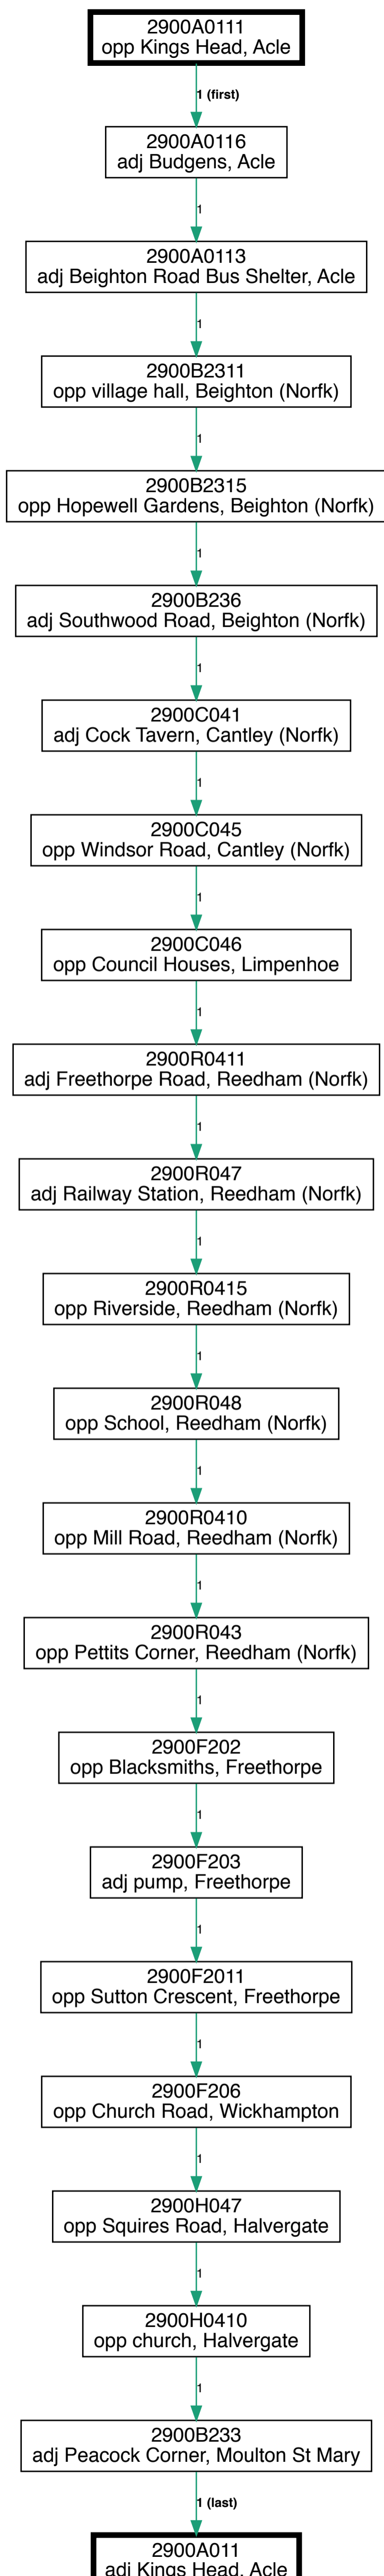 2900A0111
opp Kings Head, Acle
1 (first)
2900A0116
adj Budgens, Acle
1
2900A0113
adj Beighton Road Bus Shelter, Acle
1
2900B2311
opp village hall, Beighton (Norfk)
1
2900B2315
opp Hopewell Gardens, Beighton (Norfk)
1
2900B236
adj Southwood Road, Beighton (Norfk)
1
2900C041
adj Cock Tavern, Cantley (Norfk)
1
2900C045
opp Windsor Road, Cantley (Norfk)
1
2900C046
opp Council Houses, Limpenhoe
1
2900R0411
adj Freethorpe Road, Reedham (Norfk)
1
2900R047
adj Railway Station, Reedham (Norfk)
1
2900R0415
opp Riverside, Reedham (Norfk)
1
2900R048
opp School, Reedham (Norfk)
1
2900R0410
opp Mill Road, Reedham (Norfk)
1
2900R043
opp Pettits Corner, Reedham (Norfk)
1
2900F202
opp Blacksmiths, Freethorpe
1
2900F203
adj pump, Freethorpe
1
2900F2011
opp Sutton Crescent, Freethorpe
1
2900F206
opp Church Road, Wickhampton
1
2900H047
opp Squires Road, Halvergate
1
2900H0410
opp church, Halvergate
1
2900B233
adj Peacock Corner, Moulton St Mary
1 (last)
2900A011
adj Kings Head, Acle